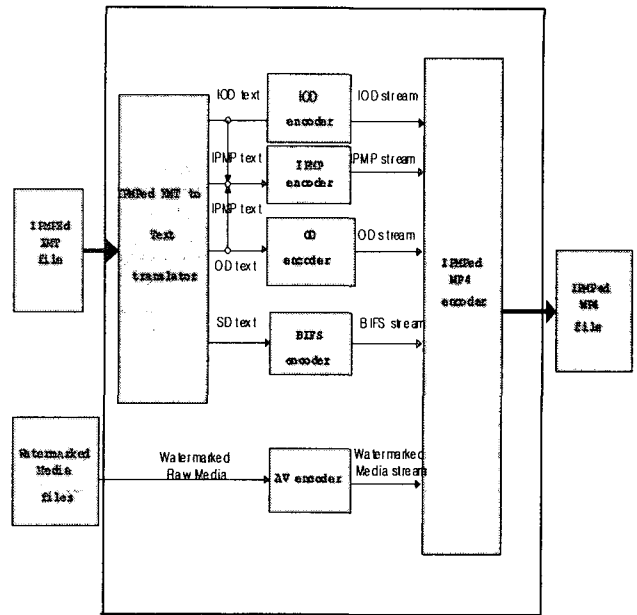 IOD text
IOD encoder
IOD stream
IPMP text
IPMP encoder
IPMP stream
IPMPed XMT to Text translator
IPMP text
OD encoder
OD stream
OD text
IPMPed XMT file
IPMPed MP4 encoder
IPMPed MP4 file
SD text
BIFS encoder
BIFS stream
Watermarked Media files
Watermarked Raw Media
AV encoder
Watermarked Media stream